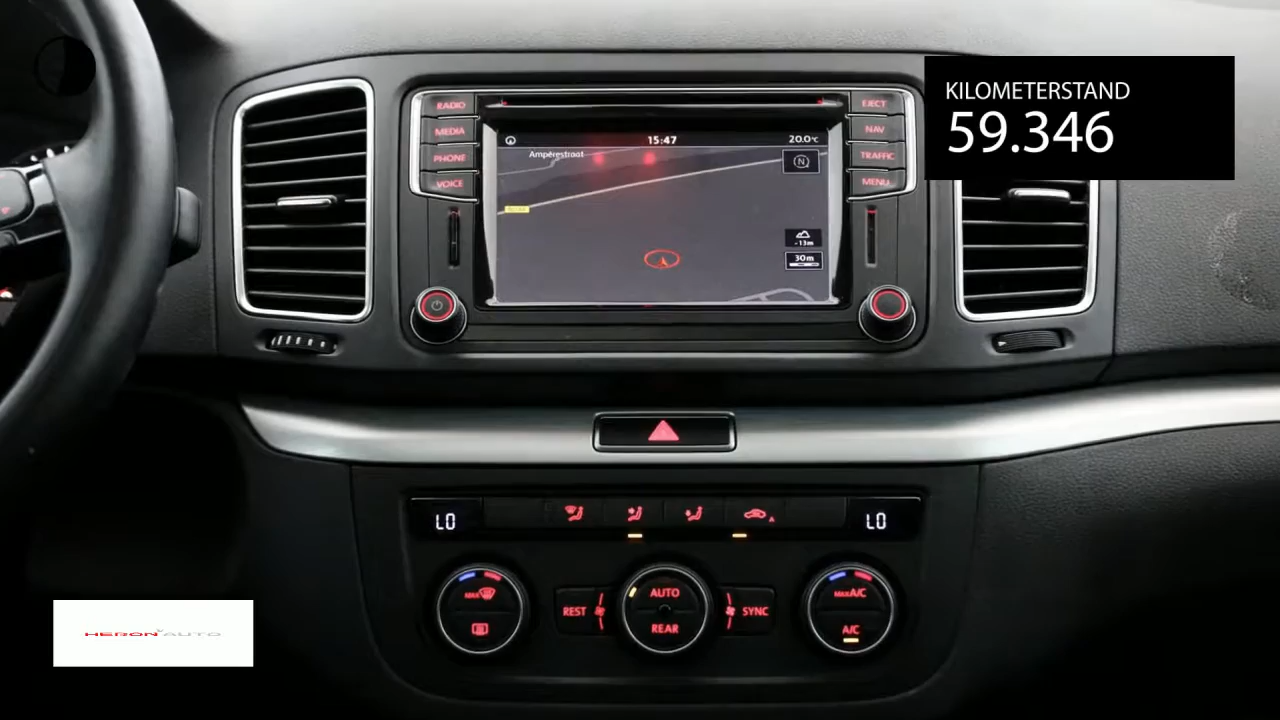 KILOMETERSTAND
59.346
RADIO
MEDIA
PHONE
VOICE
EJECT
NAV
TRAFFIC
MENU
15:47
20.0°C
Ampèrestraat
N
-13m
30m
LO
LO
A
MAX
REST
AUTO
REAR
SYNC
MAX A/C
A/C
HERON AUTO